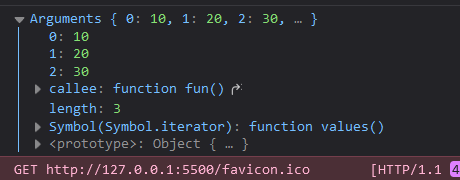 Arguments { 0: 10, 1: 20, 2: 30, … }
0: 10
1: 20
2: 30
callee: function fun()
length: 3
Symbol(Symbol.iterator): function values()
<prototype>: Object { … }
GET http://127.0.0.1:5500/favicon.ico [HTTP/1.1 4